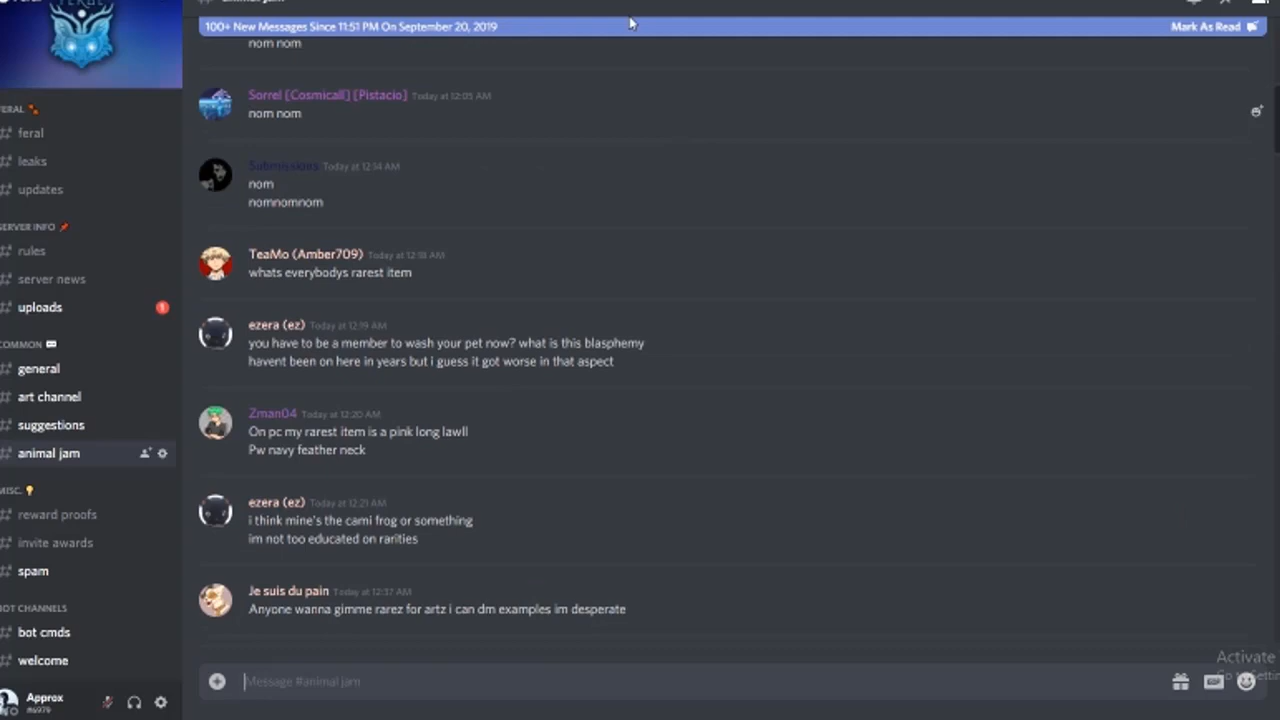 FERAL
animal jam
100+ New Messages Since 11:51 PM On September 20, 2019
Mark As Read
nom nom
Sorrel [Cosmicall] [Pistacio] Today at 12:05 AM
nom nom
Submissions Today at 12:14 AM
nom
nomnomnom
TeaMo (Amber709) Today at 12:18 AM
whats everybodys rarest item
ezera (ez) Today at 12:19 AM
you have to be a member to wash your pet now? what is this blasphemy
havent been on here in years but i guess it got worse in that aspect
Zman04 Today at 12:20 AM
On pc my rarest item is a pink long lawll
Pw navy feather neck
ezera (ez) Today at 12:21 AM
i think mine's the cami frog or something
im not too educated on rarities
Je suis du pain Today at 12:37 AM
Anyone wanna gimme rarez for artz i can dm examples im desperate
Message #animal jam
GIF
Activate
ERAL
# feral
# leaks
# updates
SERVER INFO
# rules
# server news
# uploads 1
COMMON
# general
# art channel
# suggestions
# animal jam
MISC.
# reward proofs
# invite awards
# spam
BOT CHANNELS
# bot cmds
# welcome
Approx
#6979